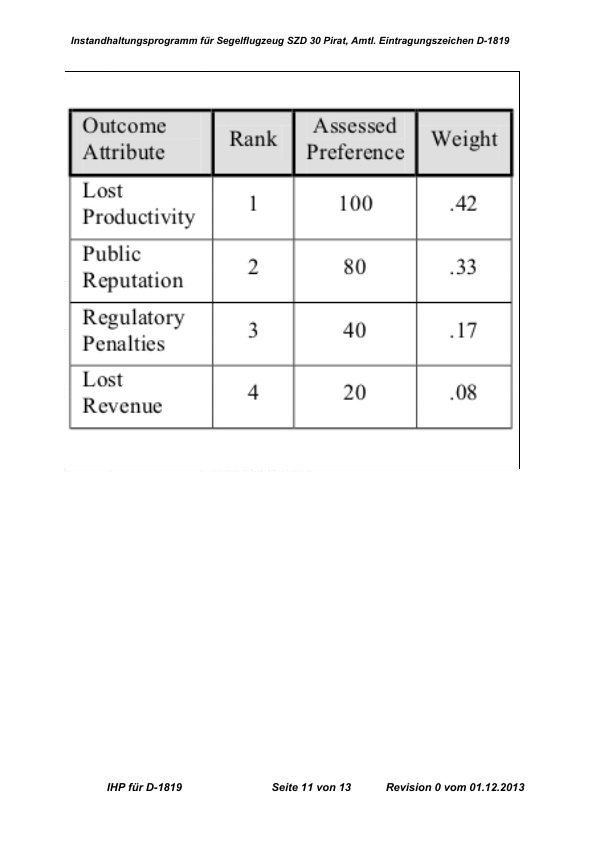 Instandhaltungsprogramm für Segelflugzeug SZD 30 Pirat, Amtl. Eintragungszeichen D-1819
Outcome Attribute Rank Assessed Preference Weight
Lost Productivity 1 100 .42
Public Reputation 2 80 .33
Regulatory Penalties 3 40 .17
Lost Revenue 4 20 .08
IHP für D-1819 Seite 11 von 13 Revision 0 vom 01.12.2013